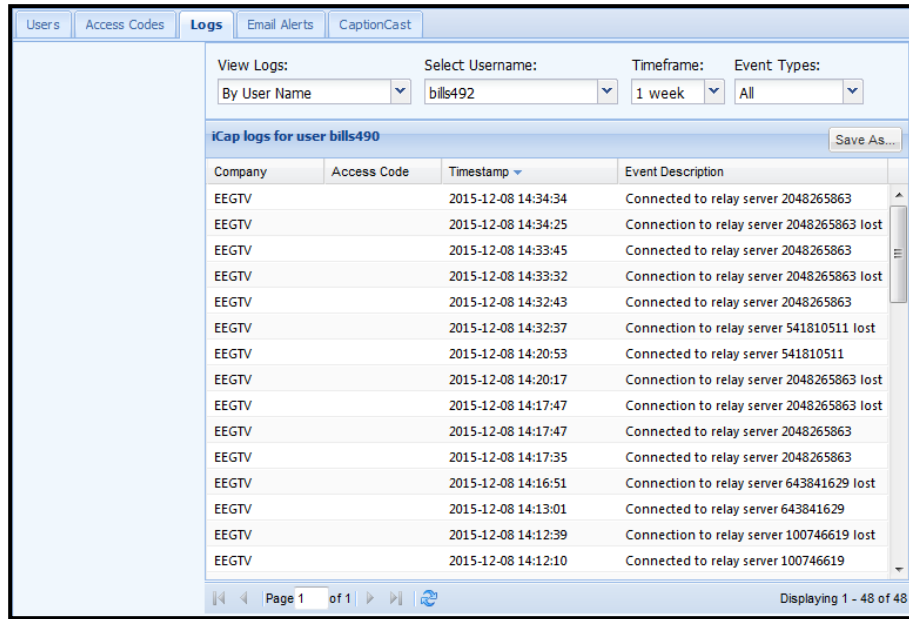 Users Access Codes Logs Email Alerts CaptionCast
View Logs: Select Username: Timeframe: Event Types:
By User Name bills492 1 week All
iCap logs for user bills490 Save As...
Company Access Code Timestamp Event Description
EEGTV 2015-12-08 14:34:34 Connected to relay server 2048265863
EEGTV 2015-12-08 14:34:25 Connection to relay server 2048265863 lost
EEGTV 2015-12-08 14:33:45 Connected to relay server 2048265863
EEGTV 2015-12-08 14:33:32 Connection to relay server 2048265863 lost
EEGTV 2015-12-08 14:32:43 Connected to relay server 2048265863
EEGTV 2015-12-08 14:32:37 Connection to relay server 541810511 lost
EEGTV 2015-12-08 14:20:53 Connected to relay server 541810511
EEGTV 2015-12-08 14:20:17 Connection to relay server 2048265863 lost
EEGTV 2015-12-08 14:17:47 Connection to relay server 2048265863 lost
EEGTV 2015-12-08 14:17:47 Connected to relay server 2048265863
EEGTV 2015-12-08 14:17:35 Connected to relay server 2048265863
EEGTV 2015-12-08 14:16:51 Connection to relay server 643841629 lost
EEGTV 2015-12-08 14:13:01 Connected to relay server 643841629
EEGTV 2015-12-08 14:12:39 Connection to relay server 100746619 lost
EEGTV 2015-12-08 14:12:10 Connected to relay server 100746619
Page 1 of 1 Displaying 1 - 48 of 48